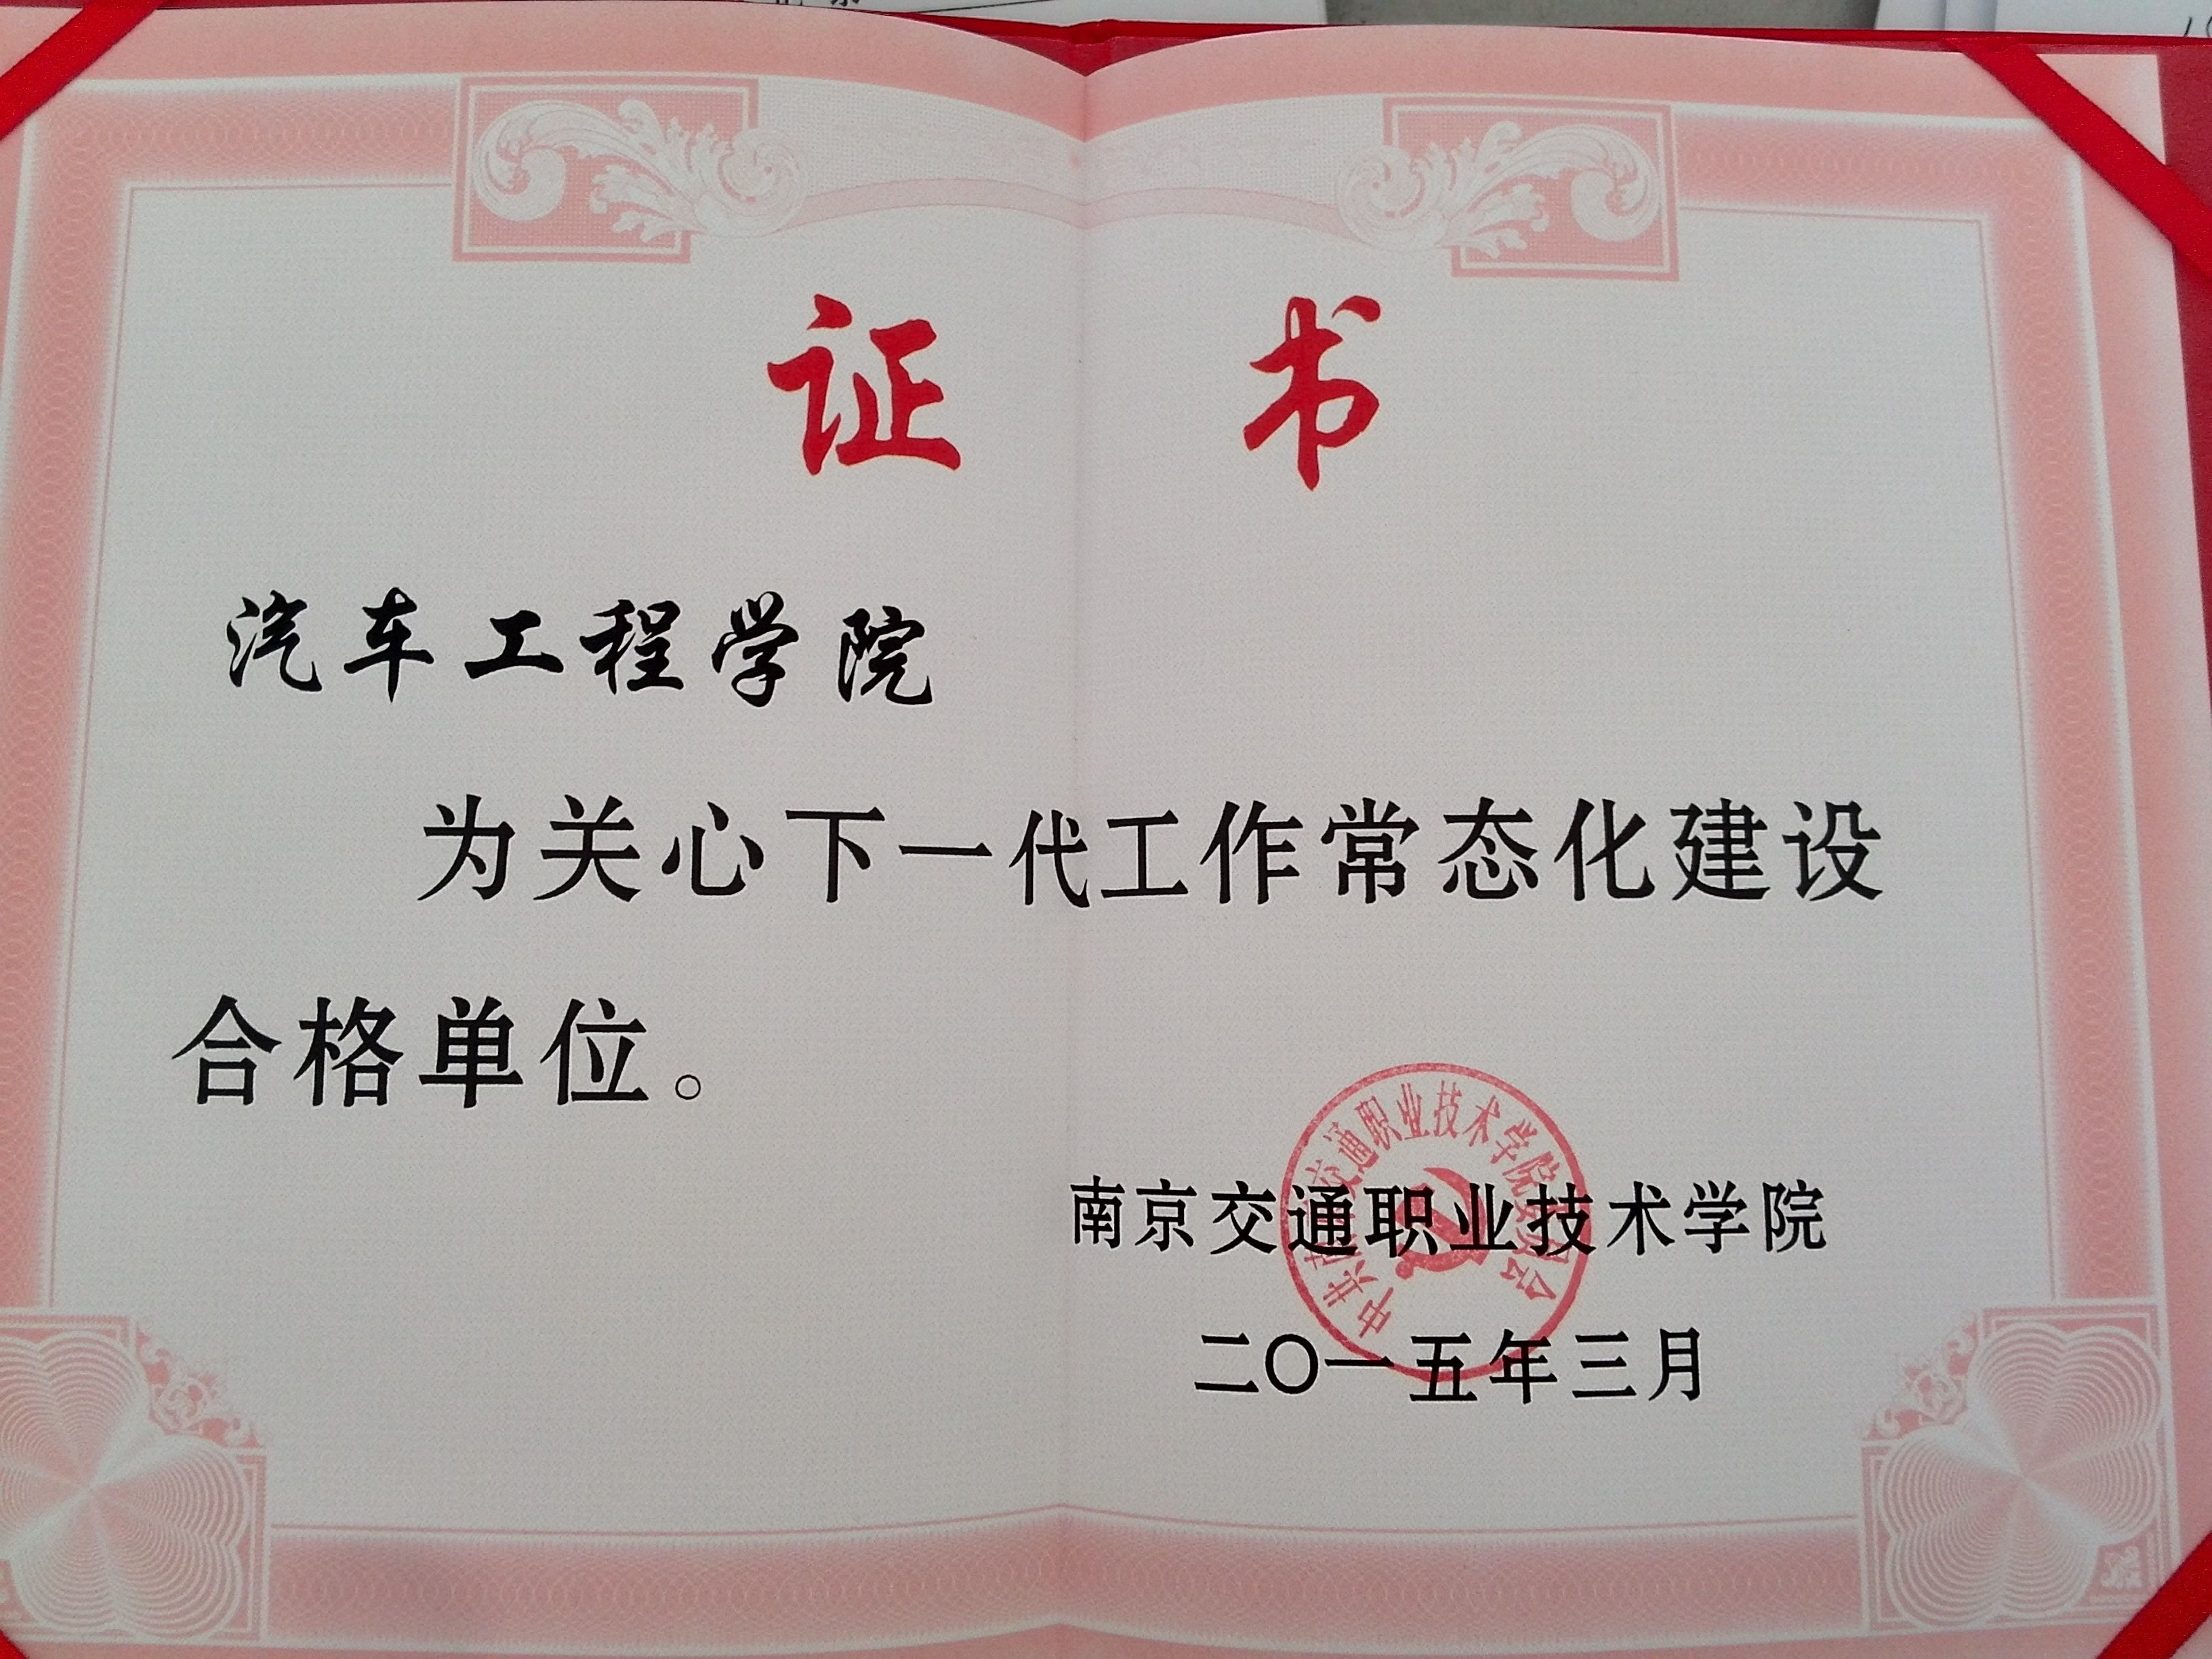 证书
汽车工程学院
为关心下一代工作常态化建设
合格单位。
南京交通职业技术学院
二〇一五年三月